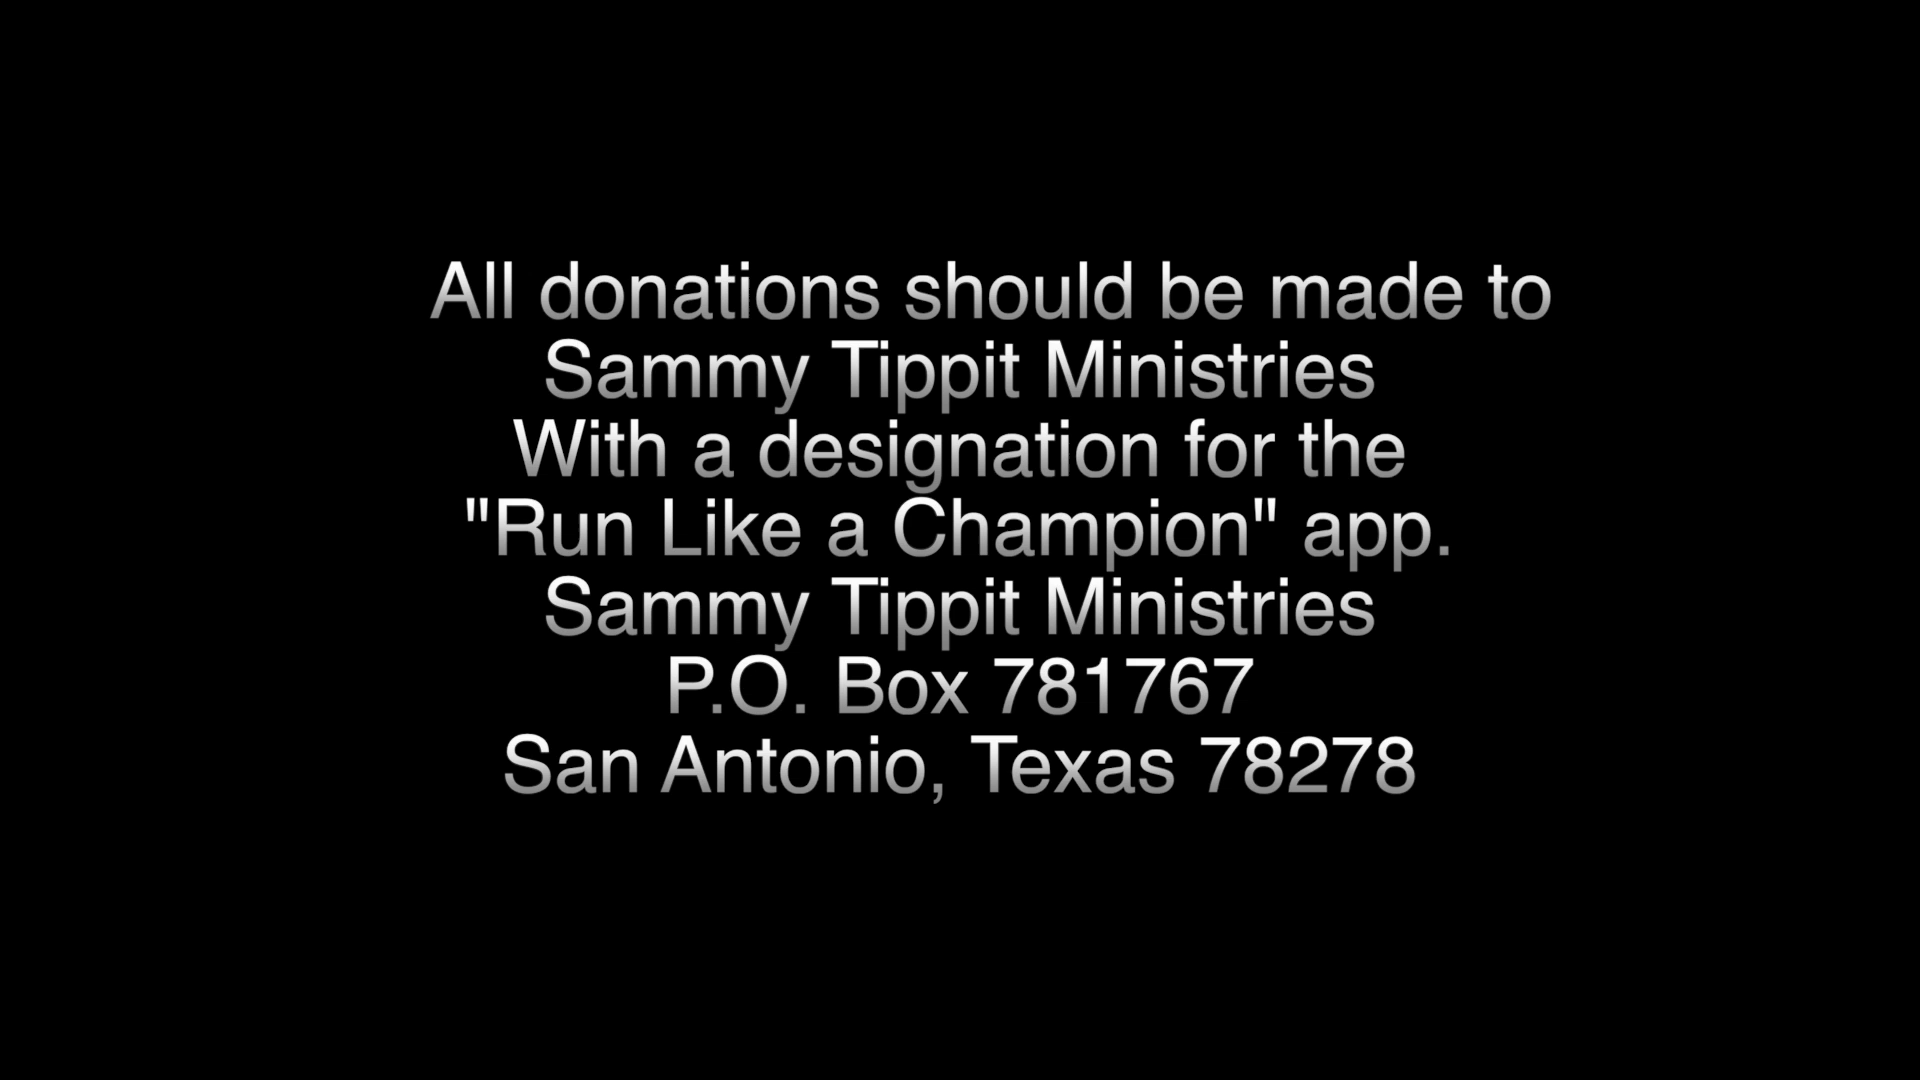 All donations should be made to
Sammy Tippit Ministries
With a designation for the
"Run Like a Champion" app.
Sammy Tippit Ministries
P.O. Box 781767
San Antonio, Texas 78278